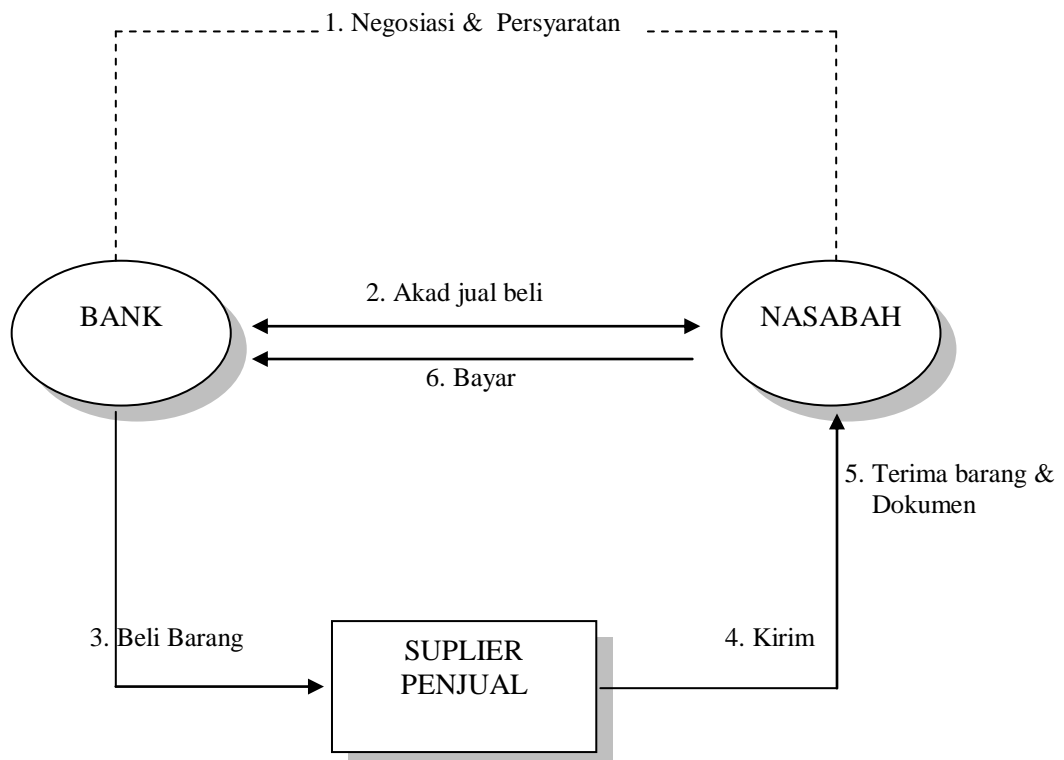 1. Negosiasi & Persyaratan
BANK
2. Akad jual beli
NASABAH
6. Bayar
5. Terima barang &
Dokumen
3. Beli Barang
SUPLIER
PENJUAL
4. Kirim